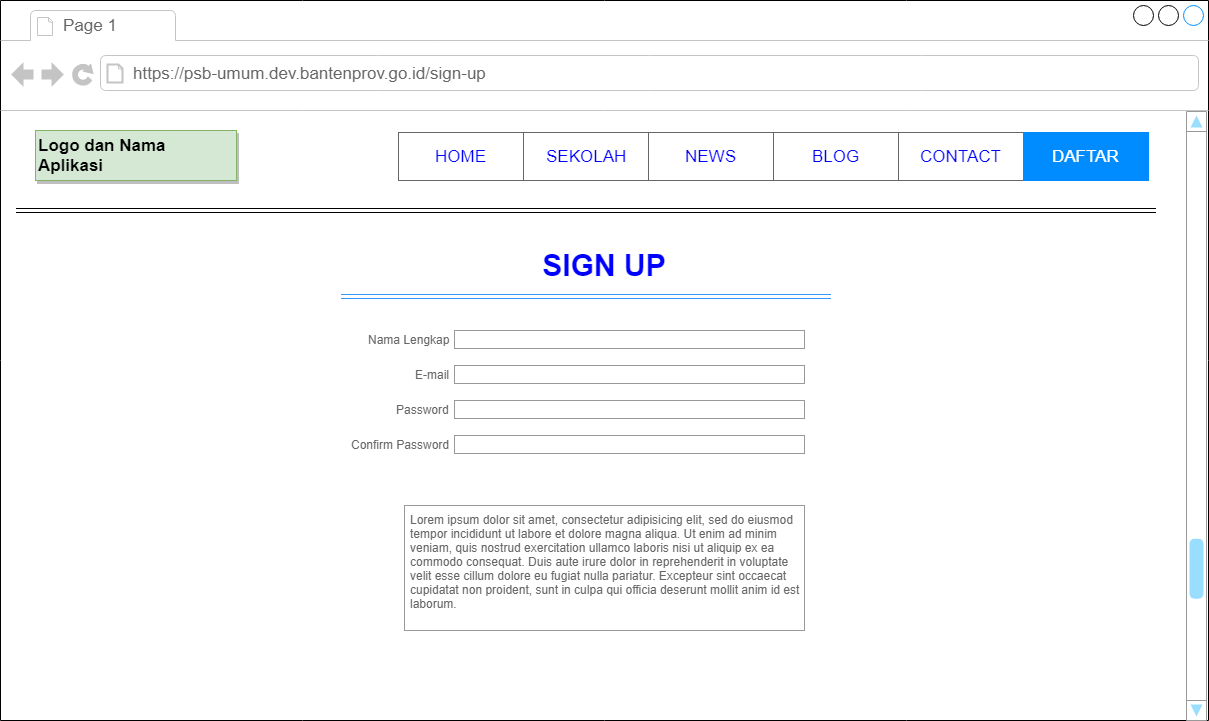 Page 1
https://psb-umum.dev.bantenprov.go.id/sign-up
Logo dan Nama
Aplikasi
HOME SEKOLAH NEWS BLOG CONTACT DAFTAR
SIGN UP
Nama Lengkap
E-mail
Password
Confirm Password
Lorem ipsum dolor sit amet, consectetur adipisicing elit, sed do eiusmod
tempor incididunt ut labore et dolore magna aliqua. Ut enim ad minim
veniam, quis nostrud exercitation ullamco laboris nisi ut aliquip ex ea
commodo consequat. Duis aute irure dolor in reprehenderit in voluptate
velit esse cillum dolore eu fugiat nulla pariatur. Excepteur sint occaecat
cupidatat non proident, sunt in culpa qui officia deserunt mollit anim id est
laborum.